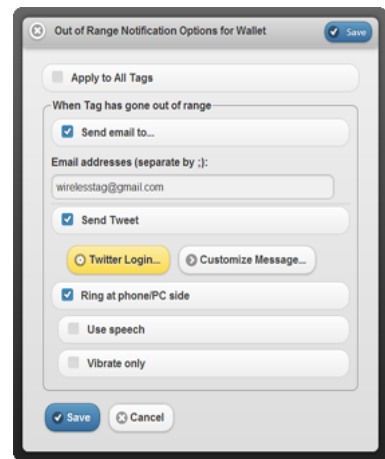 Out of Range Notification Options for Wallet
Save
Apply to All Tags
When Tag has gone out of range
Send email to...
Email addresses (separate by ;):
wirelesstag@gmail.com
Send Tweet
Twitter Login... Customize Message...
Ring at phone/PC side
Use speech
Vibrate only
Save Cancel